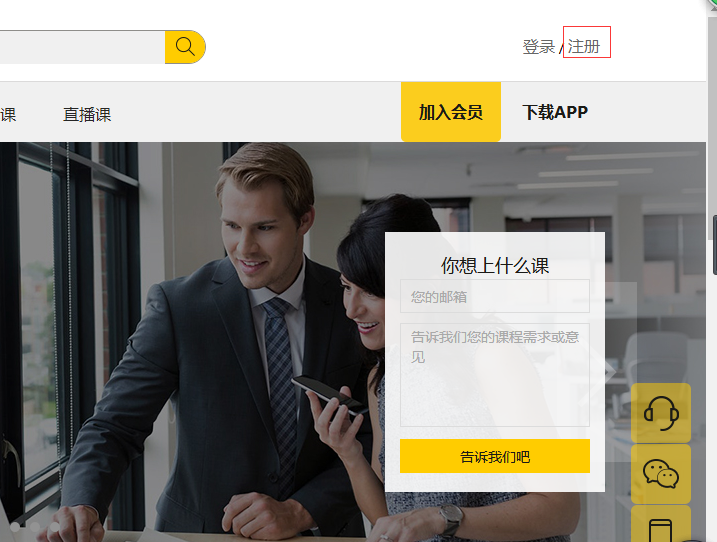 登录 / 注册
课
直播课
加入会员
下载APP
你想上什么课
您的邮箱
告诉我们您的课程需求或意
见
告诉我们吧